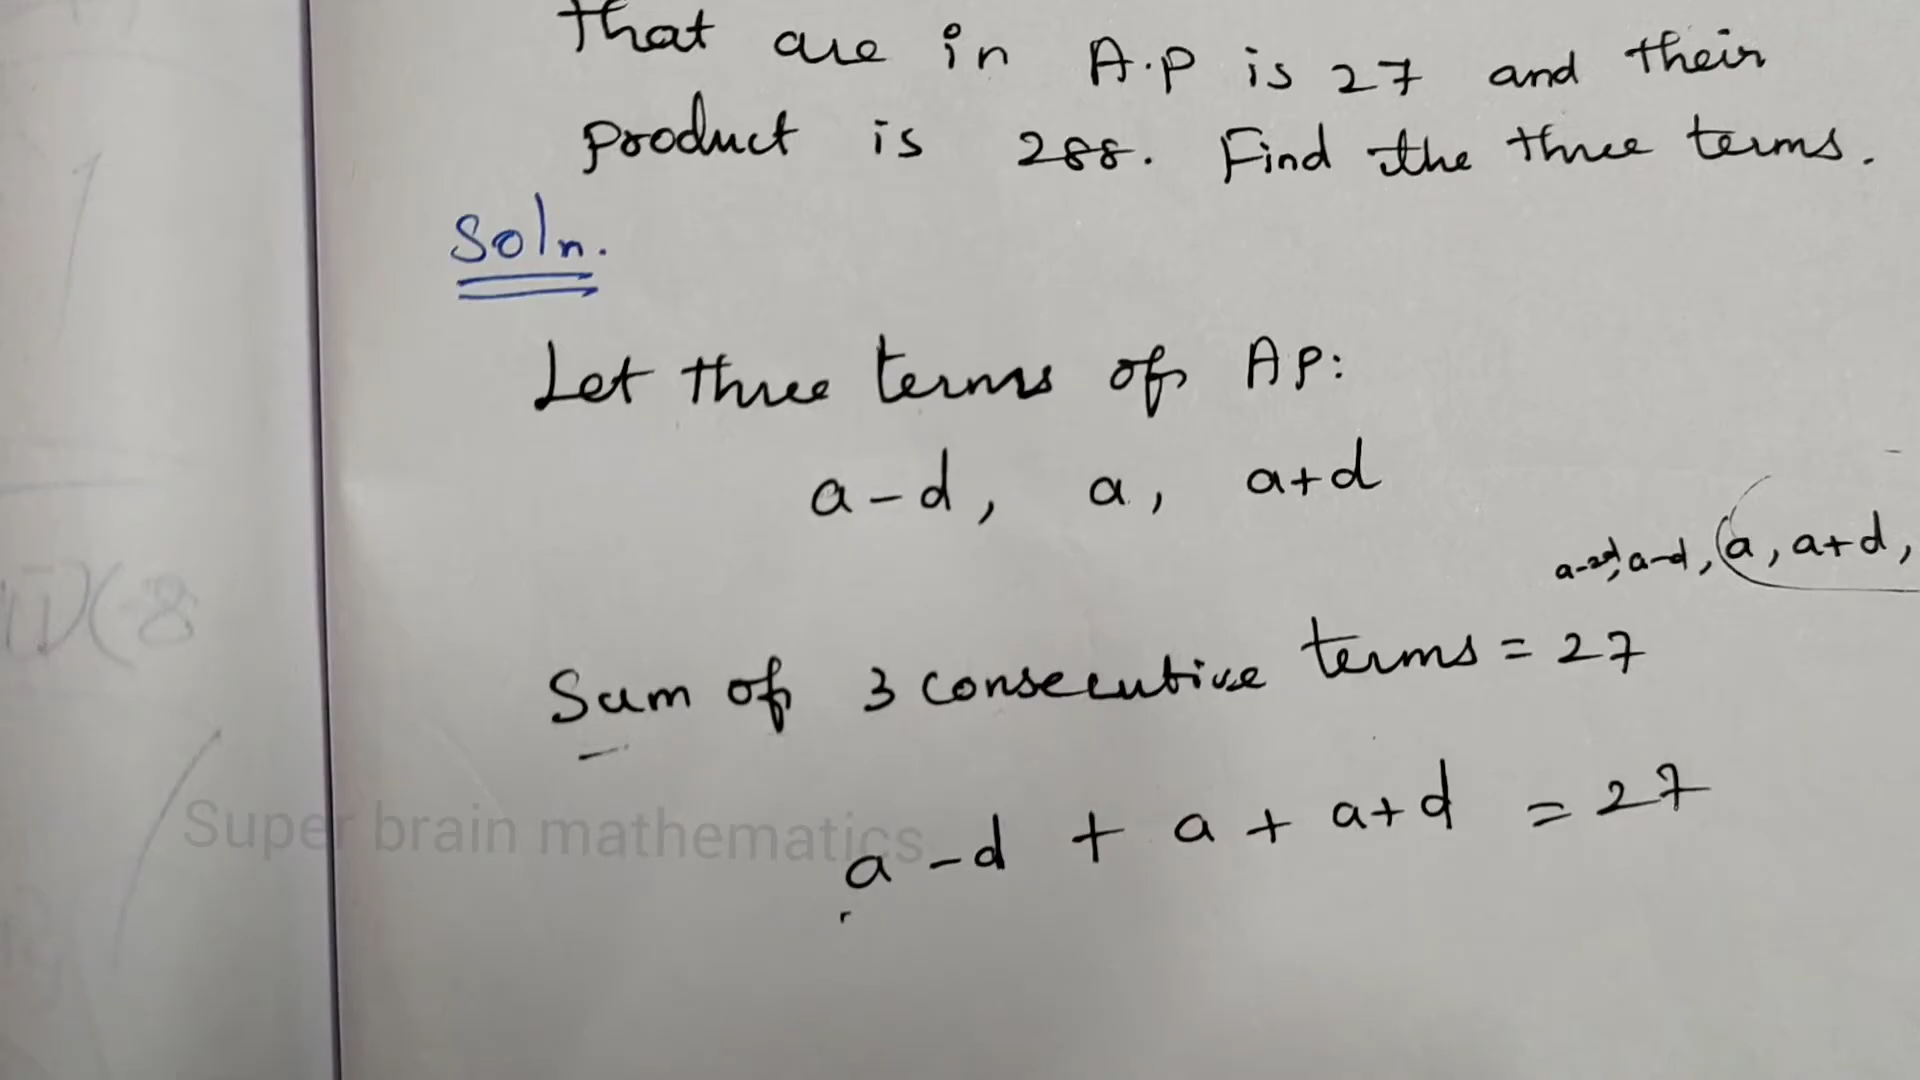 that are in A.P is 27 and their
product is 288. Find the three terms.
Soln.
Let three terms of AP:
a-d, a, a+d
a-2d, a-d, a, a+d,
Sum of 3 consecutive terms = 27
a-d + a + a+d = 27
Super brain mathematics